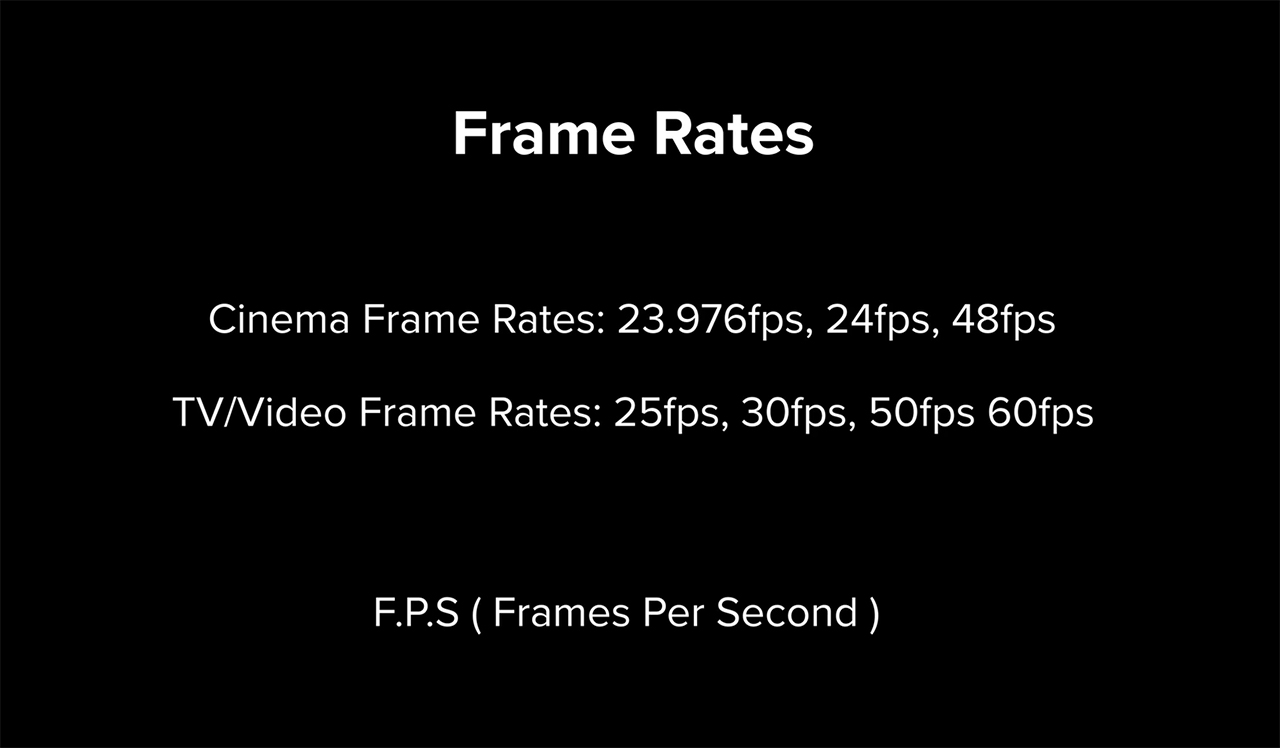 Frame Rates
Cinema Frame Rates: 23.976fps, 24fps, 48fps
TV/Video Frame Rates: 25fps, 30fps, 50fps 60fps
F.P.S ( Frames Per Second )